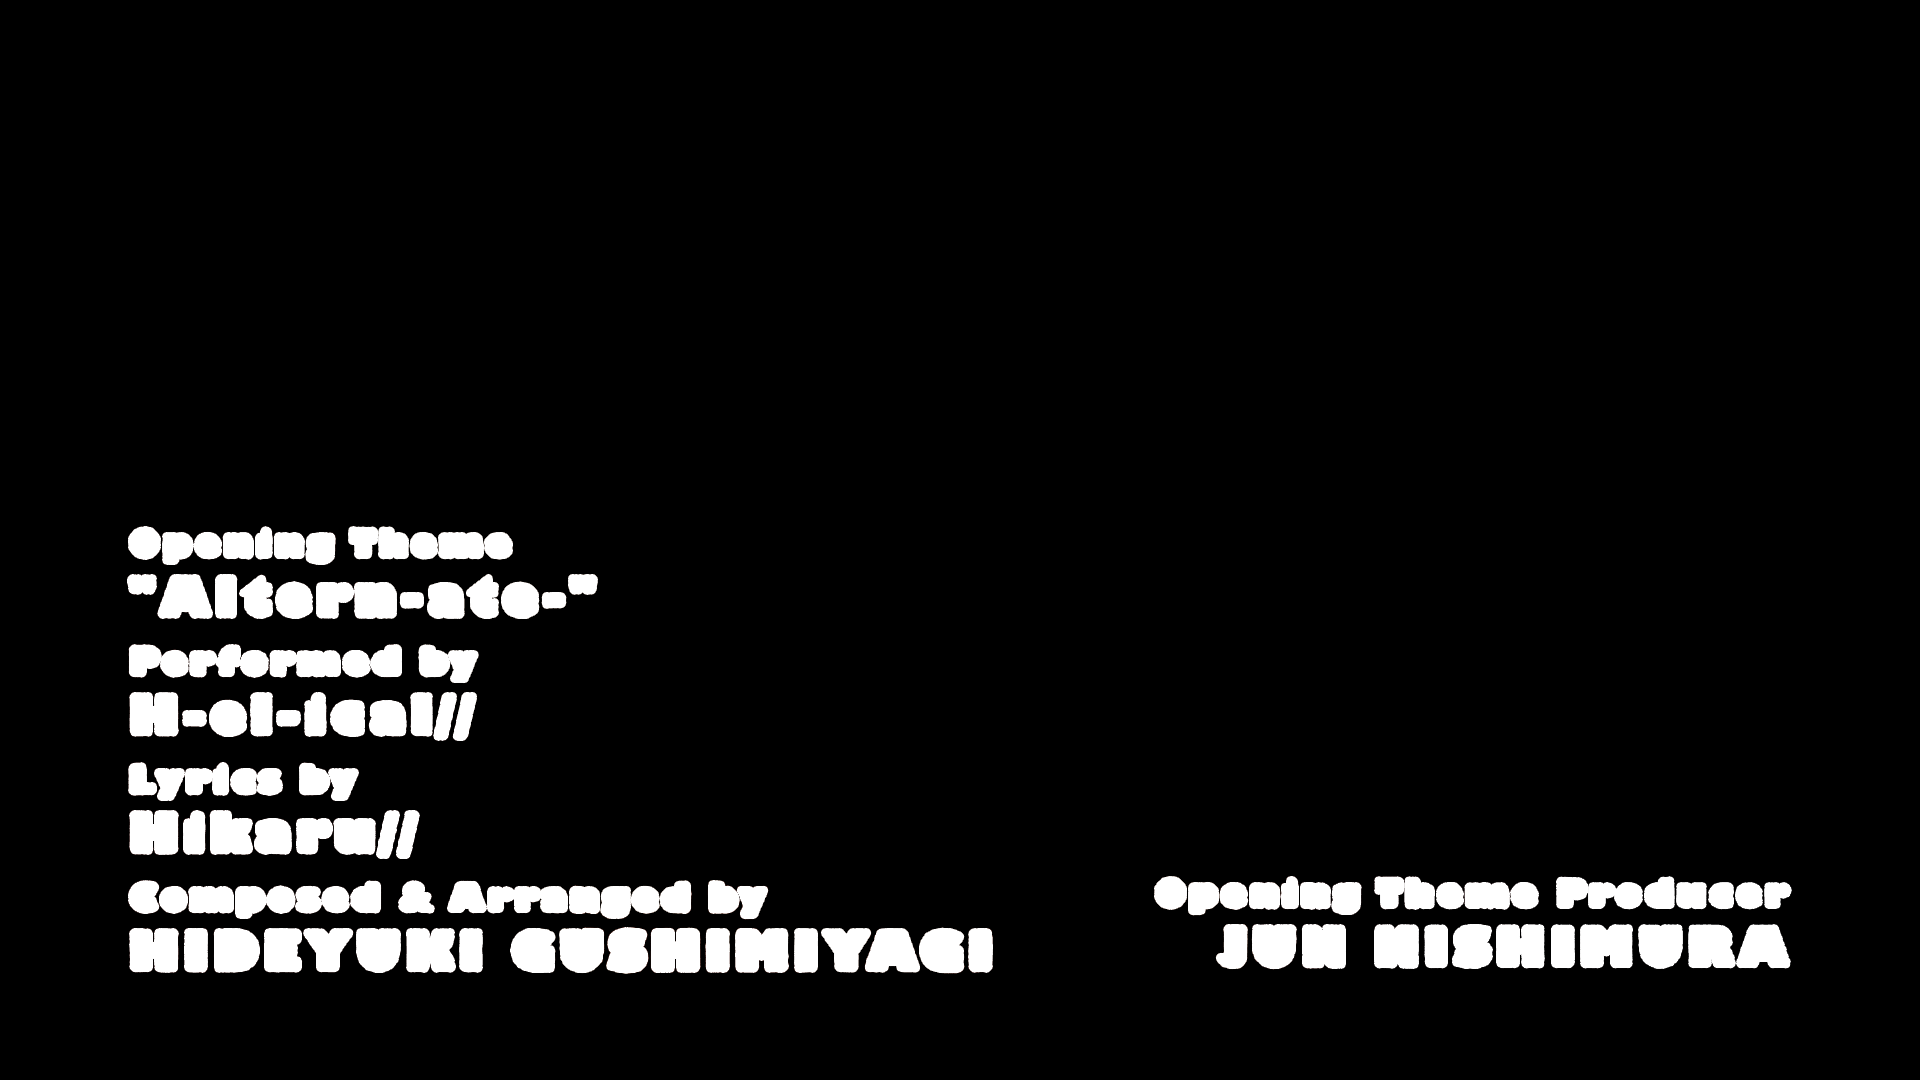 Opening Theme
"Altern-ate-"
Performed by
H-el-ical//
Lyrics by
Hikaru//
Composed & Arranged by
HIDEYUKI GUSHIMIYAGI
Opening Theme Producer
JUN NISHIMURA